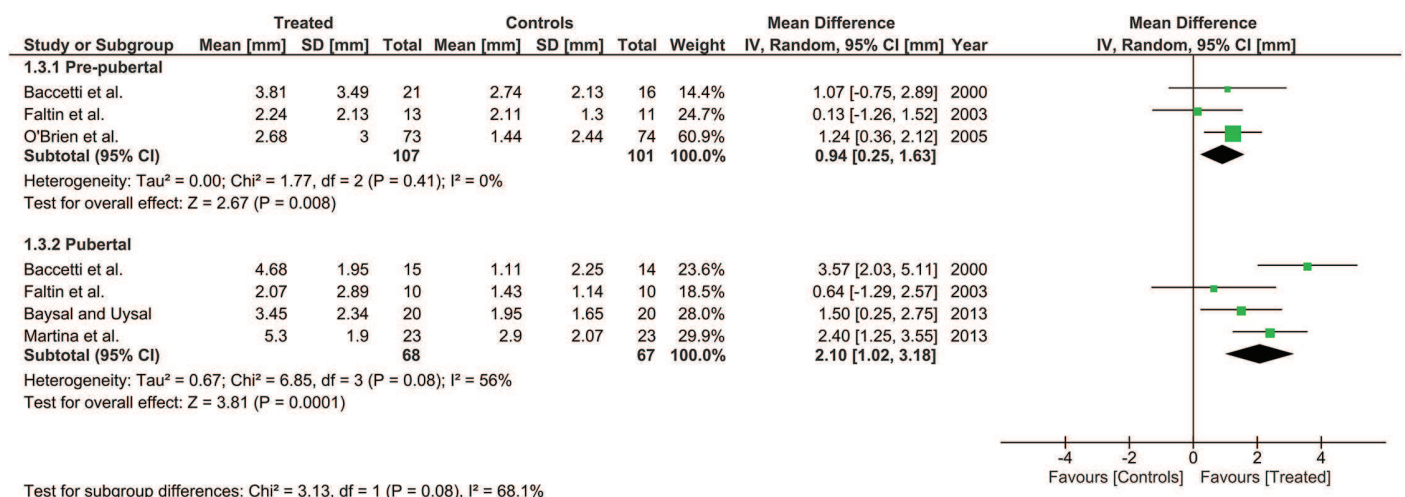 Treated Controls Mean Difference Mean Difference
Study or Subgroup Mean [mm] SD [mm] Total Mean [mm] SD [mm] Total Weight IV, Random, 95% CI [mm] Year IV, Random, 95% CI [mm]
1.3.1 Pre-pubertal
Baccetti et al. 3.81 3.49 21 2.74 2.13 16 14.4% 1.07 [-0.75, 2.89] 2000
Faltin et al. 2.24 2.13 13 2.11 1.3 11 24.7% 0.13 [-1.26, 1.52] 2003
O'Brien et al. 2.68 3 73 1.44 2.44 74 60.9% 1.24 [0.36, 2.12] 2005
Subtotal (95% CI) 107 101 100.0% 0.94 [0.25, 1.63]
Heterogeneity: Tau² = 0.00; Chi² = 1.77, df = 2 (P = 0.41); I² = 0%
Test for overall effect: Z = 2.67 (P = 0.008)
1.3.2 Pubertal
Baccetti et al. 4.68 1.95 15 1.11 2.25 14 23.6% 3.57 [2.03, 5.11] 2000
Faltin et al. 2.07 2.89 10 1.43 1.14 10 18.5% 0.64 [-1.29, 2.57] 2003
Baysal and Uysal 3.45 2.34 20 1.95 1.65 20 28.0% 1.50 [0.25, 2.75] 2013
Martina et al. 5.3 1.9 23 2.9 2.07 23 29.9% 2.40 [1.25, 3.55] 2013
Subtotal (95% CI) 68 67 100.0% 2.10 [1.02, 3.18]
Heterogeneity: Tau² = 0.67; Chi² = 6.85, df = 3 (P = 0.08); I² = 56%
Test for overall effect: Z = 3.81 (P = 0.0001)
-4 -2 0 2 4
Favours [Controls] Favours [Treated]
Test for subgroup differences: Chi² = 3.13, df = 1 (P = 0.08), I² = 68.1%